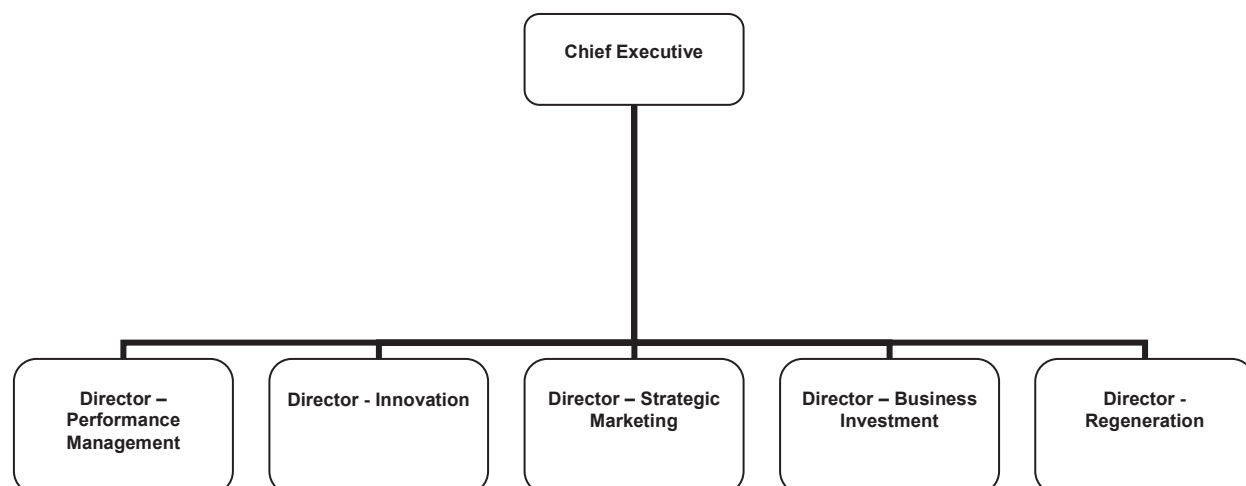 Chief Executive
Director –
Performance
Management
Director - Innovation
Director – Strategic
Marketing
Director – Business
Investment
Director -
Regeneration